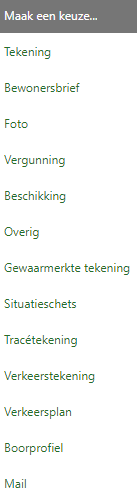 Maak een keuze...
Tekening
Bewonersbrief
Foto
Vergunning
Beschikking
Overig
Gewaarmerkte tekening
Situatieschets
Tracétekening
Verkeerstekening
Verkeersplan
Boorprofiel
Mail